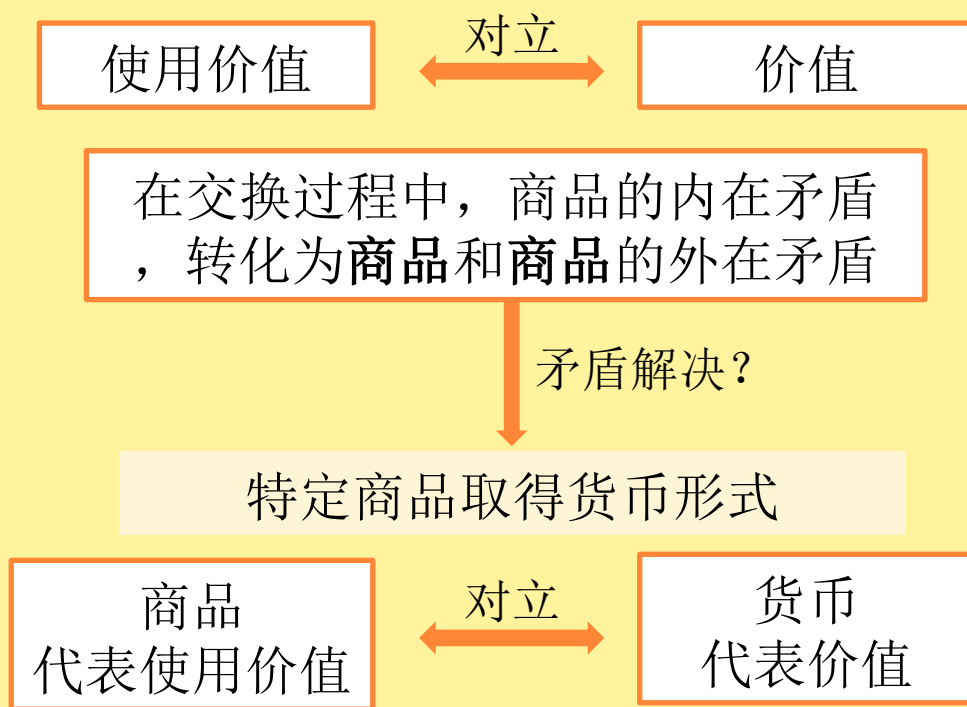 对立
使用价值
价值
在交换过程中，商品的内在矛盾
，转化为商品和商品的外在矛盾
矛盾解决？
特定商品取得货币形式
对立
商品
代表使用价值
货币
代表价值